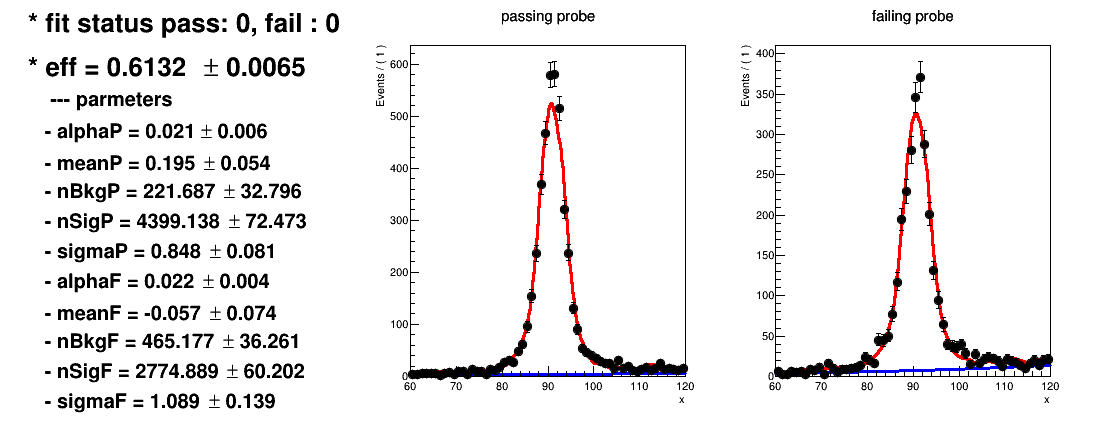 * fit status pass: 0, fail : 0
* eff = 0.6132 ± 0.0065
--- parmeters
- alphaP = 0.021 ± 0.006
- meanP = 0.195 ± 0.054
- nBkgP = 221.687 ± 32.796
- nSigP = 4399.138 ± 72.473
- sigmaP = 0.848 ± 0.081
- alphaF = 0.022 ± 0.004
- meanF = -0.057 ± 0.074
- nBkgF = 465.177 ± 36.261
- nSigF = 2774.889 ± 60.202
- sigmaF = 1.089 ± 0.139
passing probe
Events / ( 1 )
600
500
400
300
200
100
0
60 70 80 90 100 110 120
x
failing probe
Events / ( 1 )
400
350
300
250
200
150
100
50
0
60 70 80 90 100 110 120
x